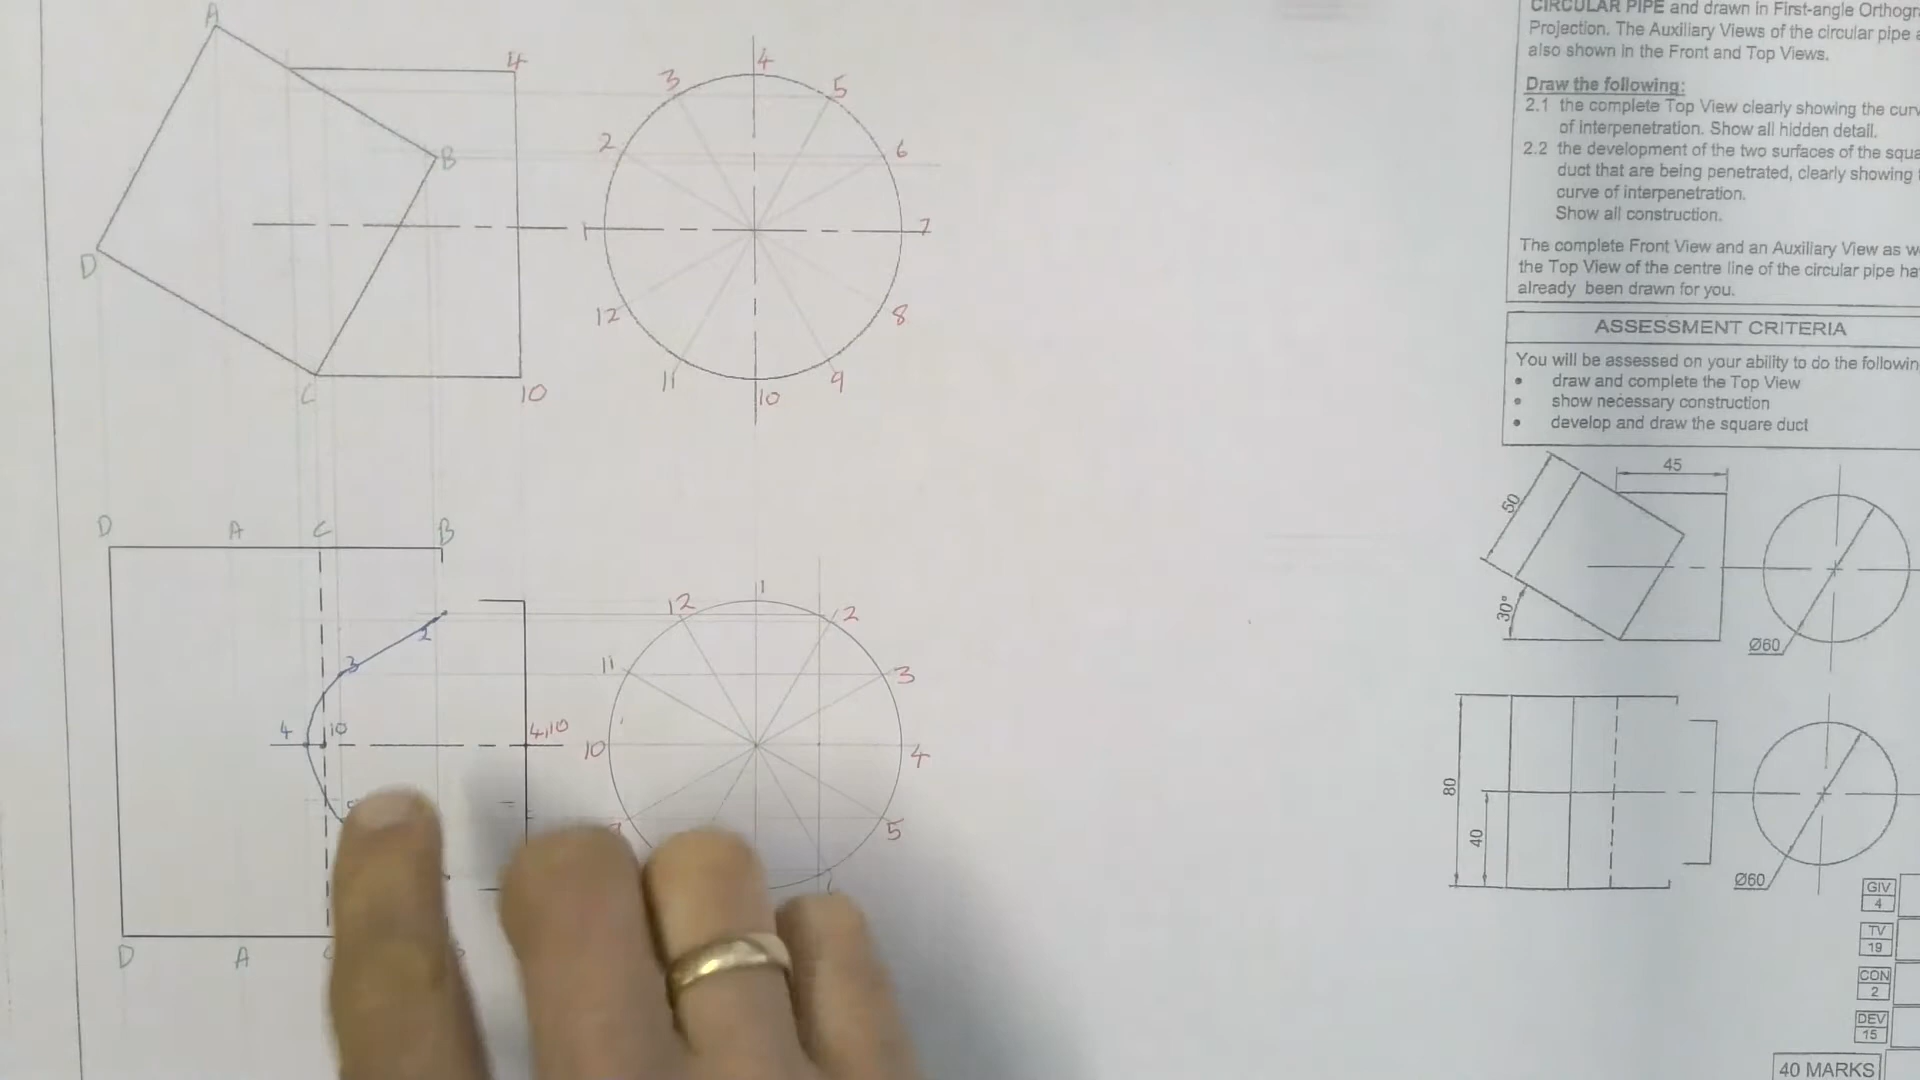 A
4
B
D
C
10
4
3
5
2
6
1
7
12
8
11
9
10
D A C B
2
3
4
10
4,10
D A
1
12
2
11
3
10
4
5
CIRCULAR PIPE and drawn in First-angle
Projection. The Auxiliary Views of the circular pipe
also shown in the Front and Top Views.
Draw the following:
2.1 the complete Top View clearly showing the
of interpenetration. Show all hidden detail.
2.2 the development of the two surfaces of the
duct that are being penetrated, clearly showing
curve of interpenetration.
Show all construction.
The complete Front View and an Auxiliary View as
the Top View of the centre line of the circular pipe
already been drawn for you.
ASSESSMENT CRITERIA
You will be assessed on your ability to do the
• draw and complete the Top View
• show necessary construction
• develop and draw the square duct
45
50
30°
Ø60
80
40
Ø60
GIV
4
TV
19
CON
2
DEV
15
40 MARKS